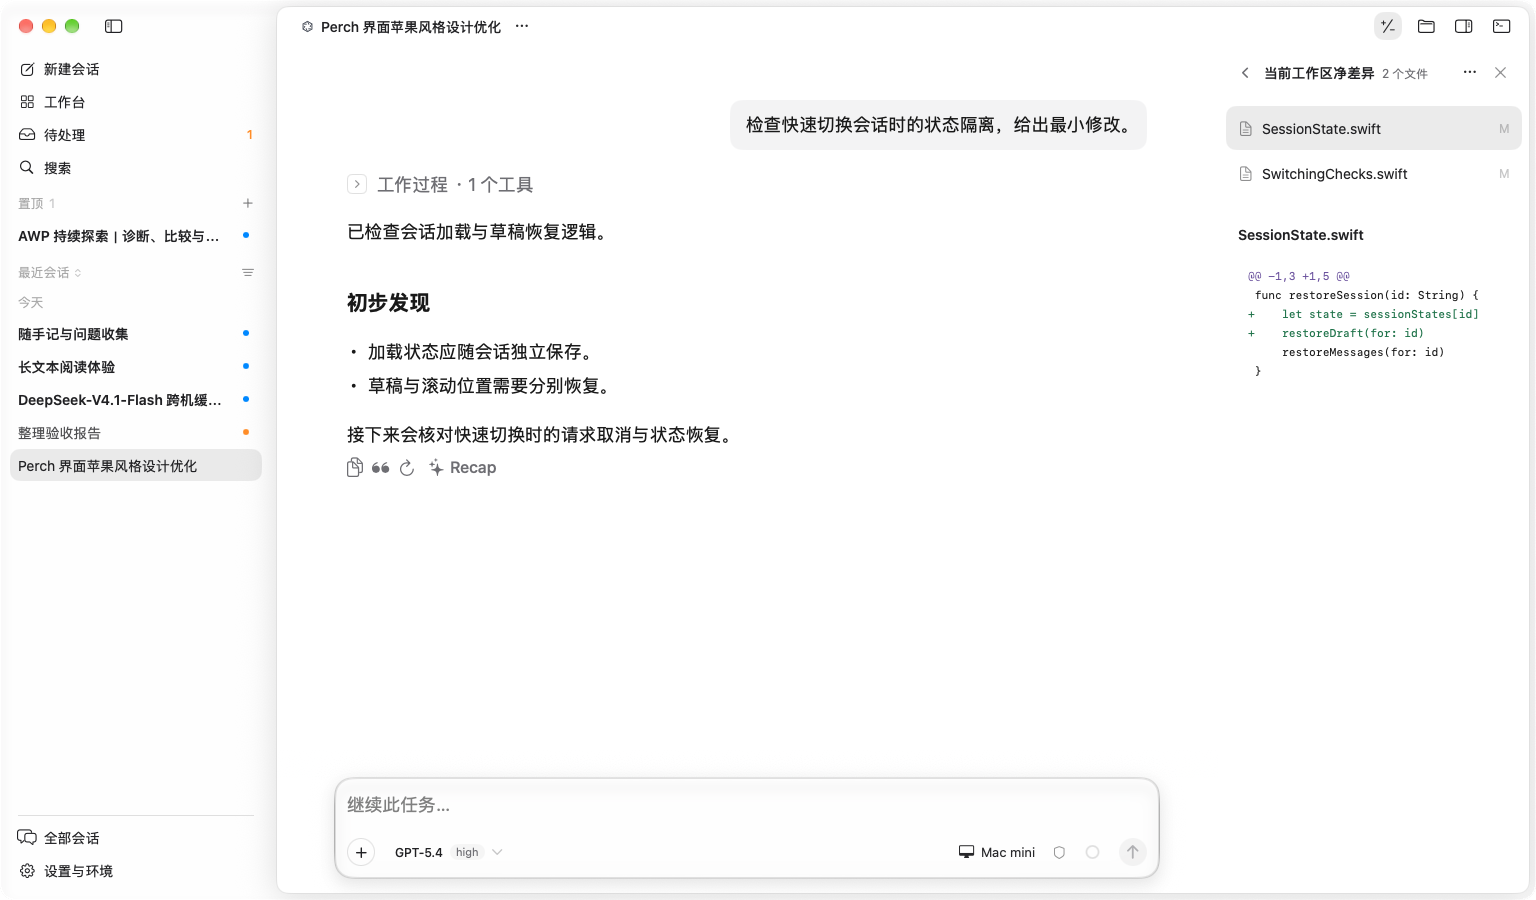 新建会话
工作台
待处理 1
搜索
置顶 1
AWP 持续探索 | 诊断、比较与...
最近会话
今天
随手记与问题收集
长文本阅读体验
DeepSeek-V4.1-Flash 跨机缓...
整理验收报告
Perch 界面苹果风格设计优化
全部会话
设置与环境
Perch 界面苹果风格设计优化
检查快速切换会话时的状态隔离，给出最小修改。
工作过程 · 1 个工具
已检查会话加载与草稿恢复逻辑。
初步发现
• 加载状态应随会话独立保存。
• 草稿与滚动位置需要分别恢复。
接下来会核对快速切换时的请求取消与状态恢复。
Recap
继续此任务...
GPT-5.4 high
Mac mini
当前工作区净差异 2 个文件
SessionState.swift M
SwitchingChecks.swift M
SessionState.swift
@@ -1,3 +1,5 @@
func restoreSession(id: String) {
+    let state = sessionStates[id]
+    restoreDraft(for: id)
restoreMessages(for: id)
}